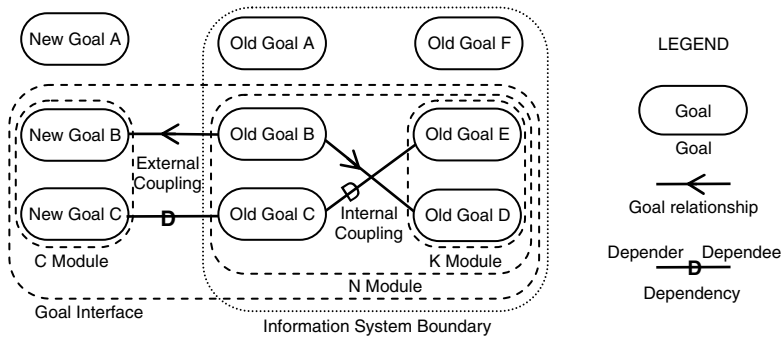 New Goal A
Old Goal A
Old Goal F
LEGEND
Goal
Goal
New Goal B
Old Goal B
Old Goal E
External
Coupling
D
Goal relationship
New Goal C
D
Old Goal C
Internal
Coupling
Old Goal D
C Module
K Module
Depender
Dependee
D
Dependency
N Module
Goal Interface
Information System Boundary